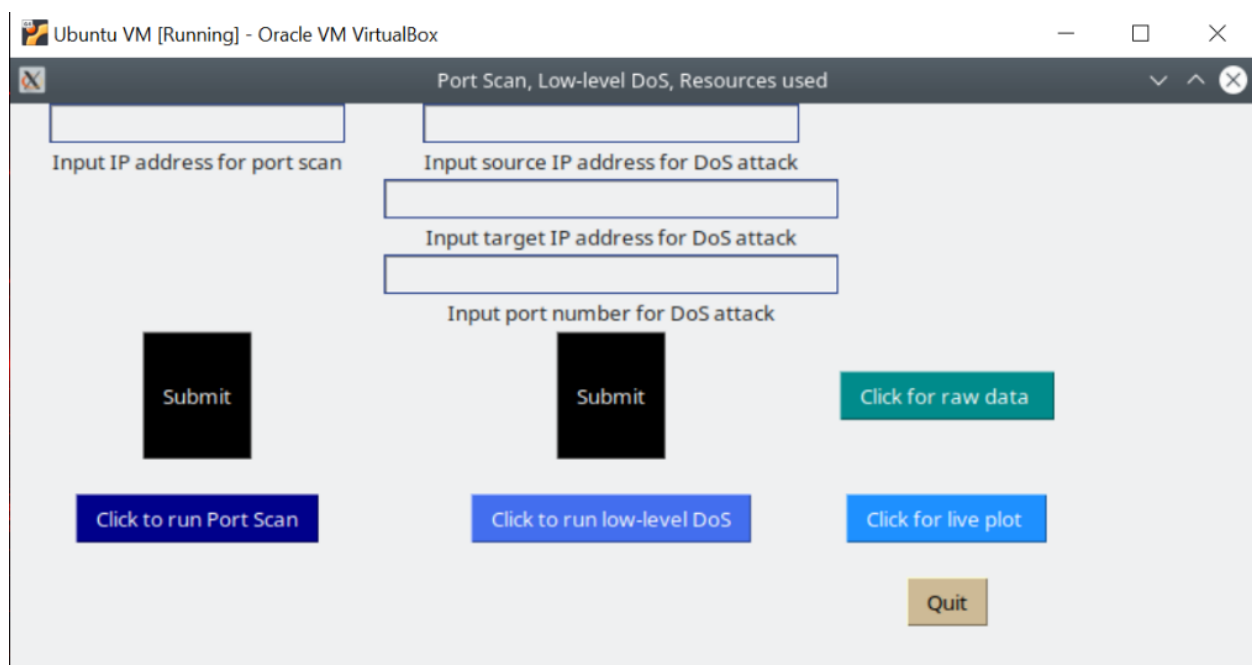 Ubuntu VM [Running] - Oracle VM VirtualBox
Port Scan, Low-level DoS, Resources used
Input IP address for port scan
Input source IP address for DoS attack
Input target IP address for DoS attack
Input port number for DoS attack
Submit
Submit
Click for raw data
Click to run Port Scan
Click to run low-level DoS
Click for live plot
Quit